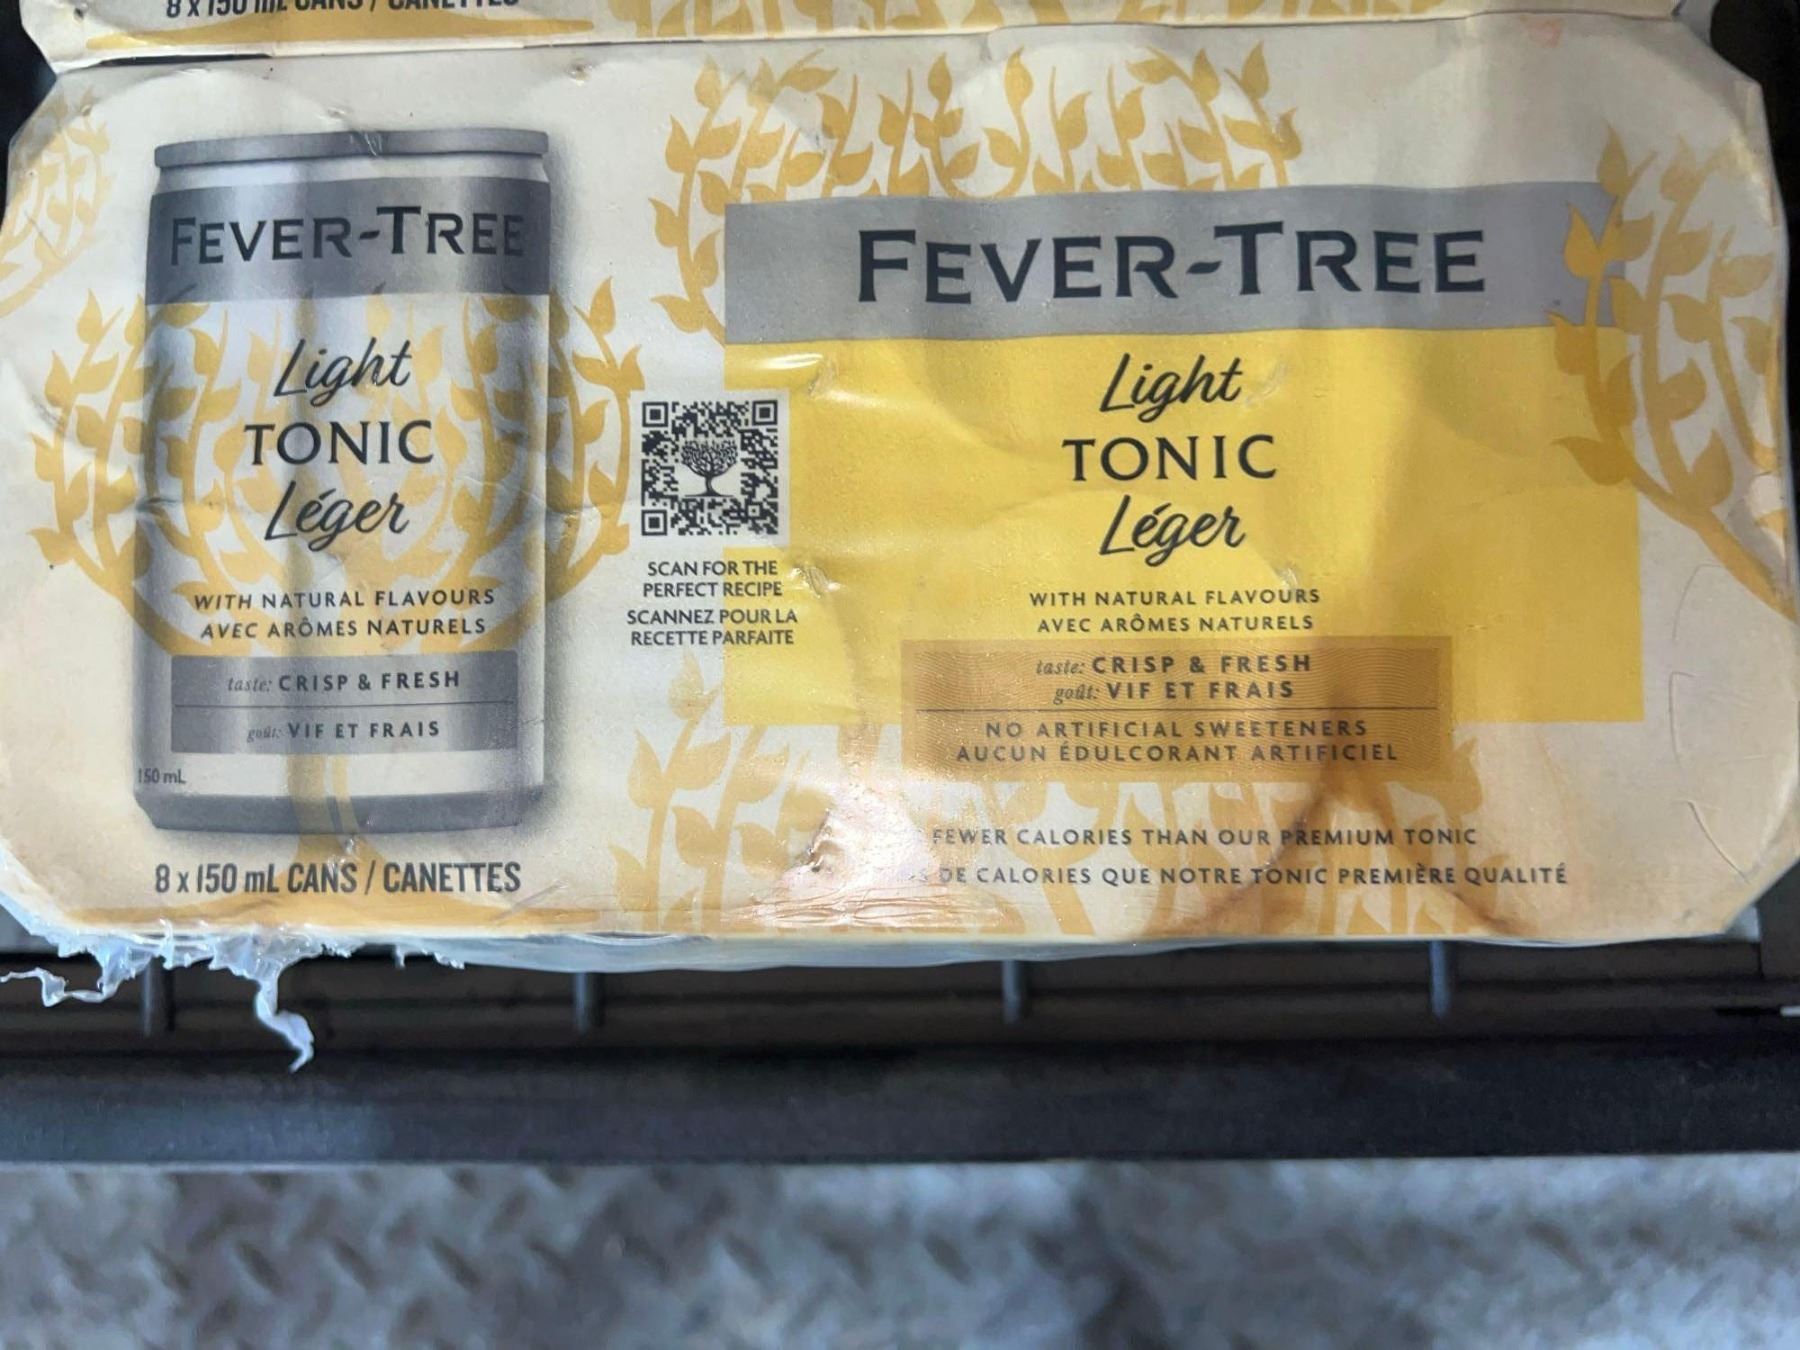 8 x 150 mL CANS / CANETTES
FEVER-TREE
Light
TONIC
Léger
WITH NATURAL FLAVOURS
AVEC ARÔMES NATURELS
taste: CRISP & FRESH
goût: VIF ET FRAIS
150 mL
8 x 150 mL CANS / CANETTES
SCAN FOR THE
PERFECT RECIPE
SCANNEZ POUR LA
RECETTE PARFAITE
FEVER-TREE
Light
TONIC
Léger
WITH NATURAL FLAVOURS
AVEC ARÔMES NATURELS
taste: CRISP & FRESH
goût: VIF ET FRAIS
NO ARTIFICIAL SWEETENERS
AUCUN ÉDULCORANT ARTIFICIEL
FEWER CALORIES THAN OUR PREMIUM TONIC
DE CALORIES QUE NOTRE TONIC PREMIÈRE QUALITÉ